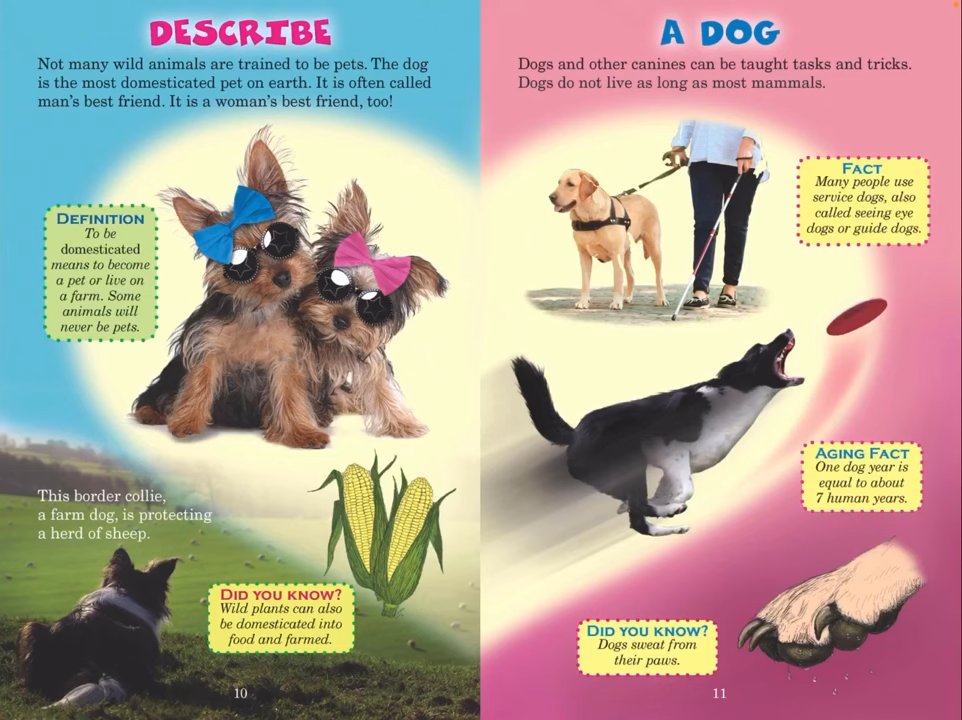 DESCRIBE
Not many wild animals are trained to be pets. The dog
is the most domesticated pet on earth. It is often called
man's best friend. It is a woman's best friend, too!
DEFINITION
To be
domesticated
means to become
a pet or live on
a farm. Some
animals will
never be pets.
This border collie,
a farm dog, is protecting
a herd of sheep.
DID YOU KNOW?
Wild plants can also
be domesticated into
food and farmed.
10
A DOG
Dogs and other canines can be taught tasks and tricks.
Dogs do not live as long as most mammals.
FACT
Many people use
service dogs, also
called seeing eye
dogs or guide dogs.
AGING FACT
One dog year is
equal to about
7 human years.
DID YOU KNOW?
Dogs sweat from
their paws.
11